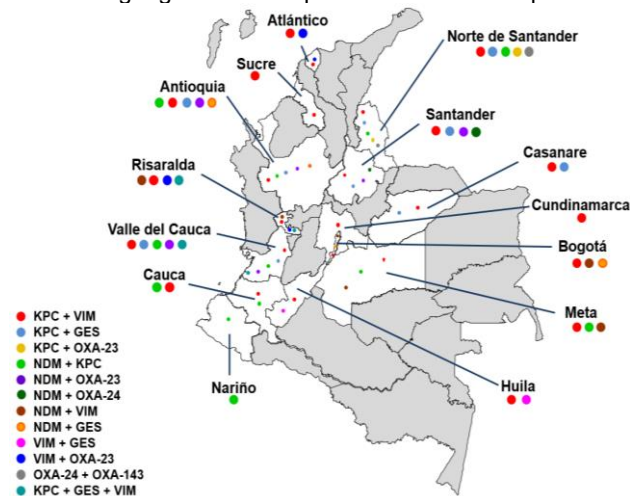 Atlántico
Norte de Santander
Sucre
Antioquia
Santander
Casanare
Risaralda
Cundinamarca
Valle del Cauca
Bogotá
Cauca
Meta
Nariño
Huila
KPC + VIM
KPC + GES
KPC + OXA-23
NDM + KPC
NDM + OXA-23
NDM + OXA-24
NDM + VIM
NDM + GES
VIM + GES
VIM + OXA-23
OXA-24 + OXA-143
KPC + GES + VIM